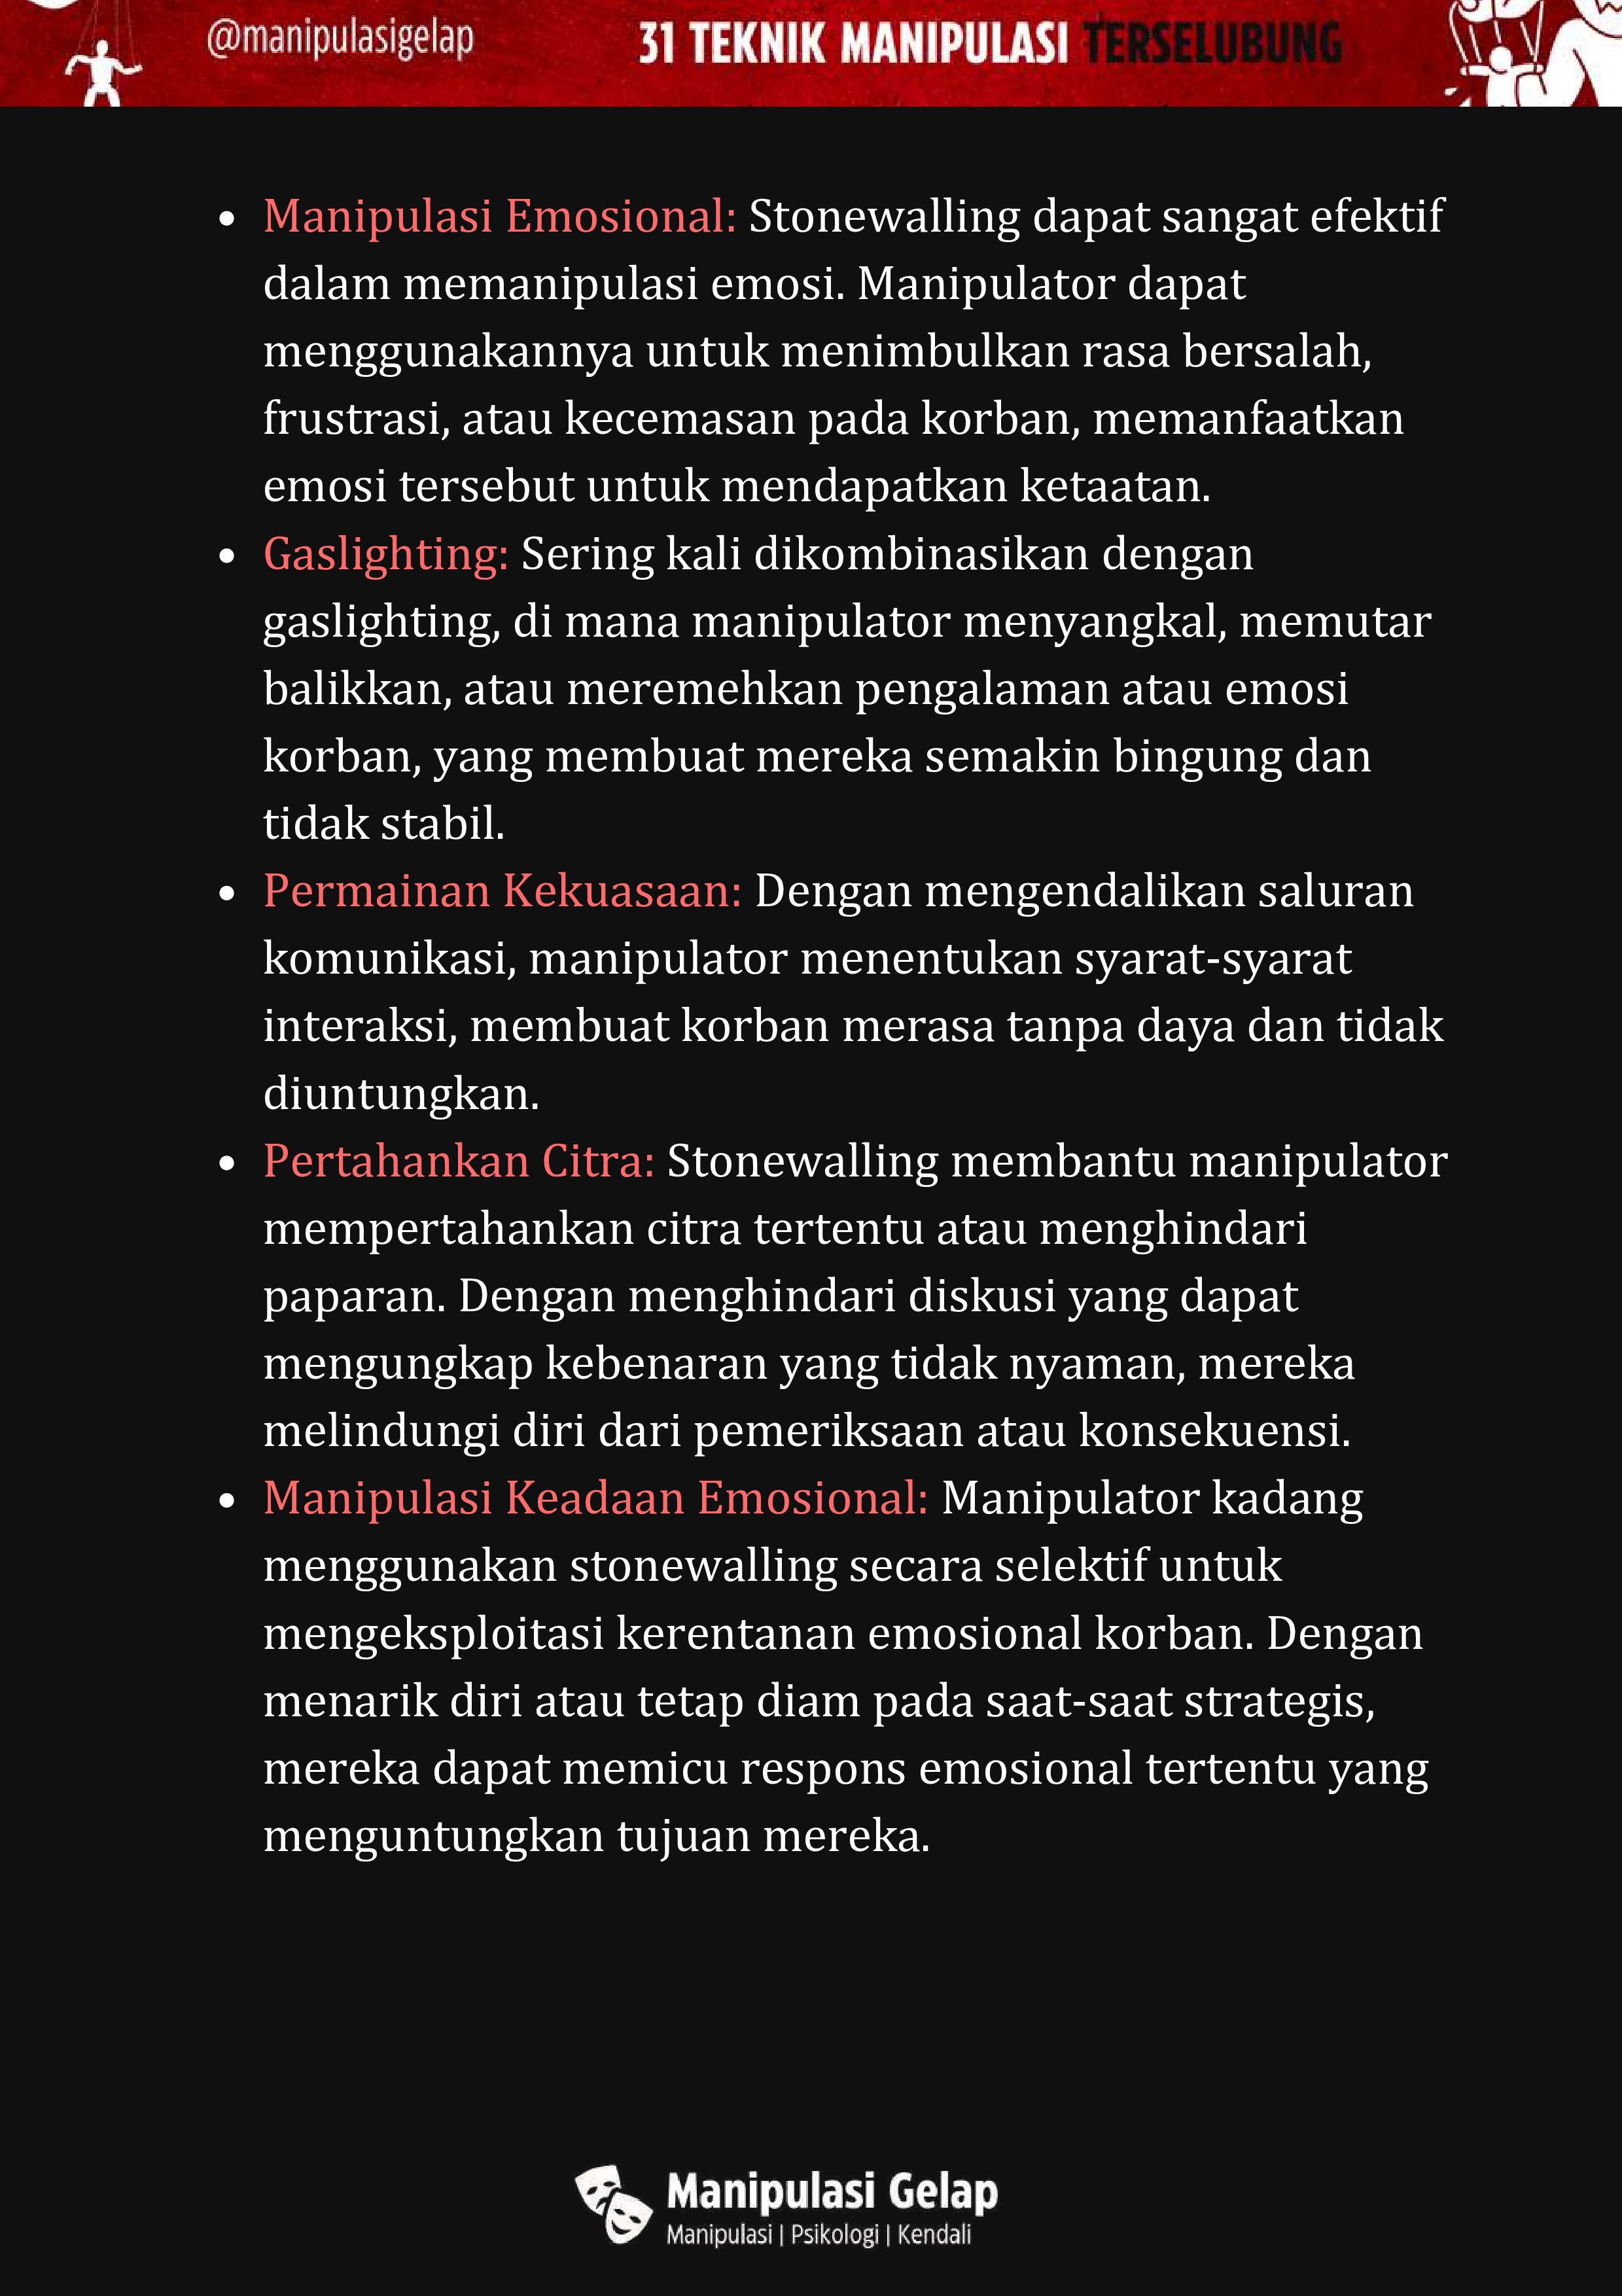 @manipulasigelap
31 TEKNIK MANIPULASI TERSELUBUNG
• Manipulasi Emosional: Stonewalling dapat sangat efektif
dalam memanipulasi emosi. Manipulator dapat
menggunakannya untuk menimbulkan rasa bersalah,
frustrasi, atau kecemasan pada korban, memanfaatkan
emosi tersebut untuk mendapatkan ketaatan.
• Gaslighting: Sering kali dikombinasikan dengan
gaslighting, di mana manipulator menyangkal, memutar
balikkan, atau meremehkan pengalaman atau emosi
korban, yang membuat mereka semakin bingung dan
tidak stabil.
• Permainan Kekuasaan: Dengan mengendalikan saluran
komunikasi, manipulator menentukan syarat-syarat
interaksi, membuat korban merasa tanpa daya dan tidak
diuntungkan.
• Pertahankan Citra: Stonewalling membantu manipulator
mempertahankan citra tertentu atau menghindari
paparan. Dengan menghindari diskusi yang dapat
mengungkap kebenaran yang tidak nyaman, mereka
melindungi diri dari pemeriksaan atau konsekuensi.
• Manipulasi Keadaan Emosional: Manipulator kadang
menggunakan stonewalling secara selektif untuk
mengeksploitasi kerentanan emosional korban. Dengan
menarik diri atau tetap diam pada saat-saat strategis,
mereka dapat memicu respons emosional tertentu yang
menguntungkan tujuan mereka.
Manipulasi Gelap
Manipulasi | Psikologi | Kendali